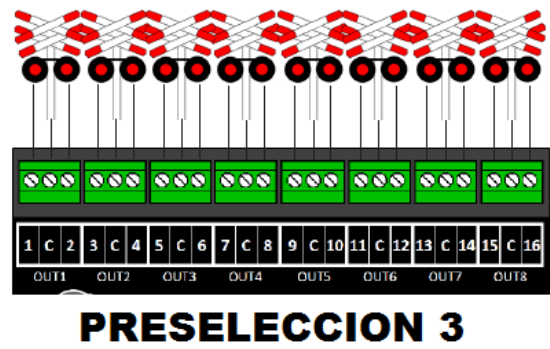 1 C 2 3 C 4 5 C 6 7 C 8 9 C 10 11 C 12 13 C 14 15 C 16
OUT1 OUT2 OUT3 OUT4 OUT5 OUT6 OUT7 OUT8
PRESELECCION 3